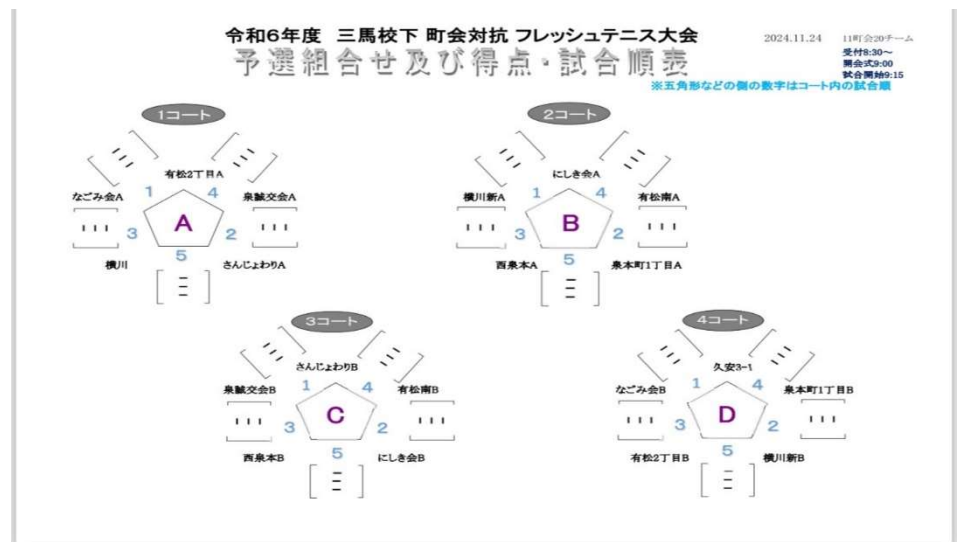 令和6年度 三馬校下 町会対抗 フレッシュテニス大会
2024.11.24 11町会20チーム
予選組合せ及び得点・試合順表
受付8:30～
開会式9:00
試合開始9:15
※五角形などの側の数字はコート内の試合順
1コート
有松2丁目A
なごみ会A 1 4 泉誠交会A
A
3 2
5
横川 さんじょわりA
2コート
にしき会A
横川新A 1 4 有松南A
B
3 2
5
西泉本A 泉本町1丁目A
3コート
さんじょわりB
泉誠交会B 1 4 有松南B
C
3 2
5
西泉本B にしき会B
4コート
久安3-1
なごみ会B 1 4 泉本町1丁目B
D
3 2
5
有松2丁目B 横川新B